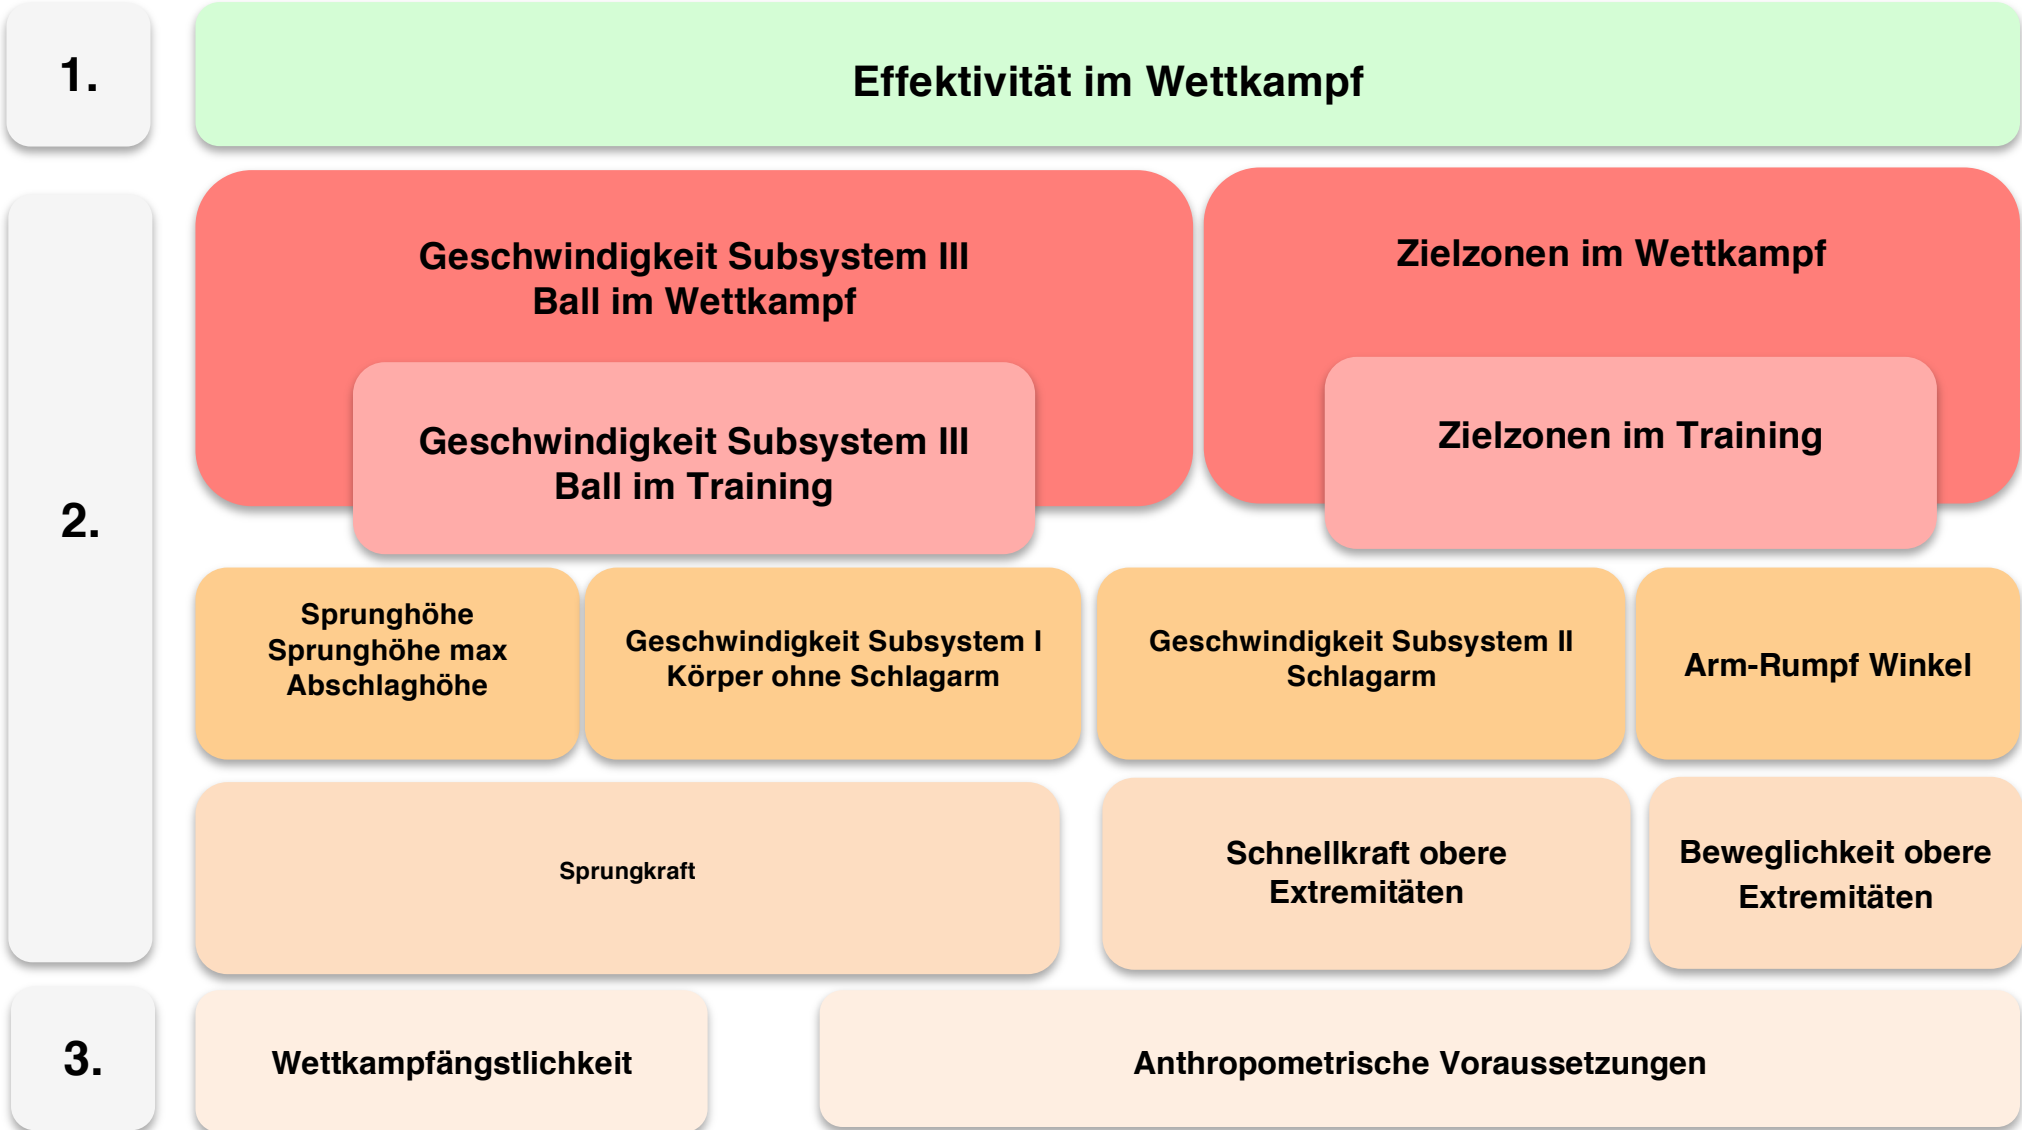 1.
Effektivität im Wettkampf
2.
Geschwindigkeit Subsystem III
Ball im Wettkampf
Zielzonen im Wettkampf
Geschwindigkeit Subsystem III
Ball im Training
Zielzonen im Training
Sprunghöhe
Sprunghöhe max
Abschlaghöhe
Geschwindigkeit Subsystem I
Körper ohne Schlagarm
Geschwindigkeit Subsystem II
Schlagarm
Arm-Rumpf Winkel
Sprungkraft
Schnellkraft obere
Extremitäten
Beweglichkeit obere
Extremitäten
3.
Wettkampfängstlichkeit
Anthropometrische Voraussetzungen